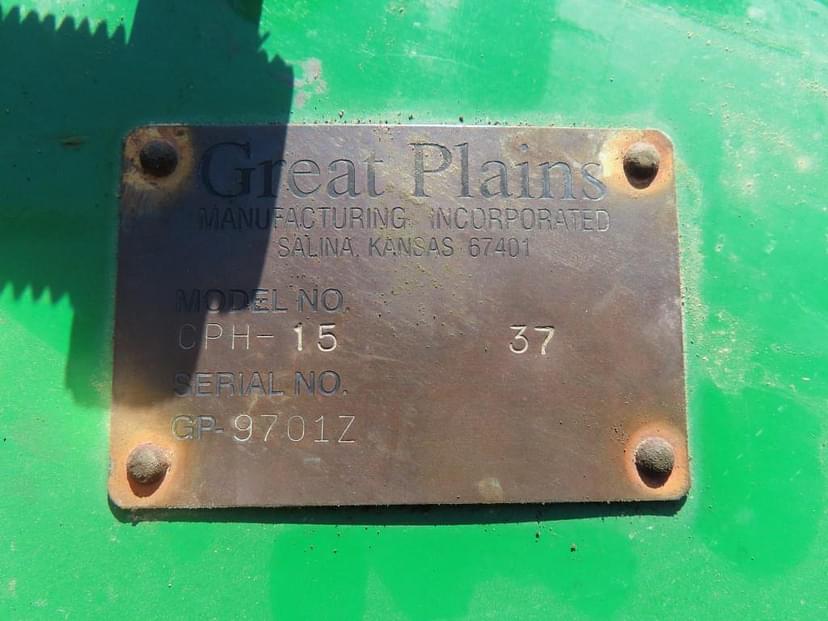 Great Plains
MANUFACTURING INCORPORATED
SALINA, KANSAS 67401
MODEL NO.
CPH-15 37
SERIAL NO.
GP-9701Z